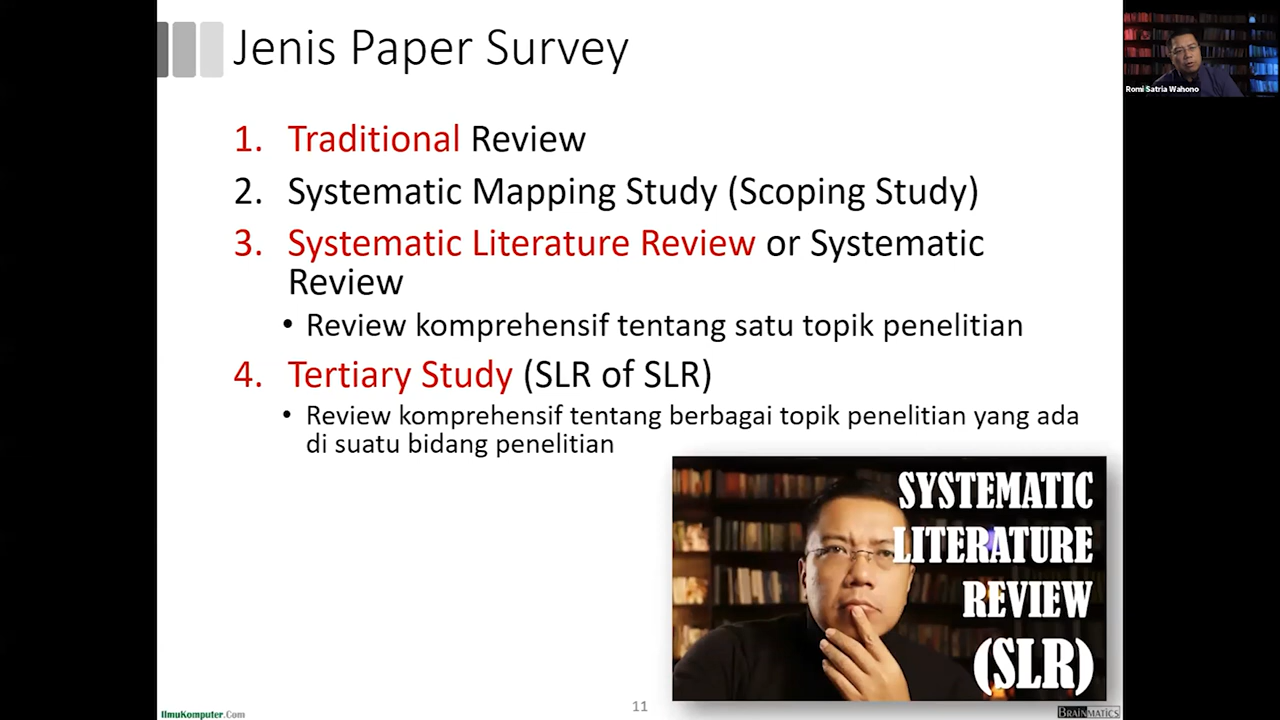 Jenis Paper Survey
Romi Satria Wahono
1. Traditional Review
2. Systematic Mapping Study (Scoping Study)
3. Systematic Literature Review or Systematic
Review
• Review komprehensif tentang satu topik penelitian
4. Tertiary Study (SLR of SLR)
• Review komprehensif tentang berbagai topik penelitian yang ada
di suatu bidang penelitian
SYSTEMATIC
LITERATURE
REVIEW
(SLR)
IlmuKomputer.Com
11
BRAINMATICS